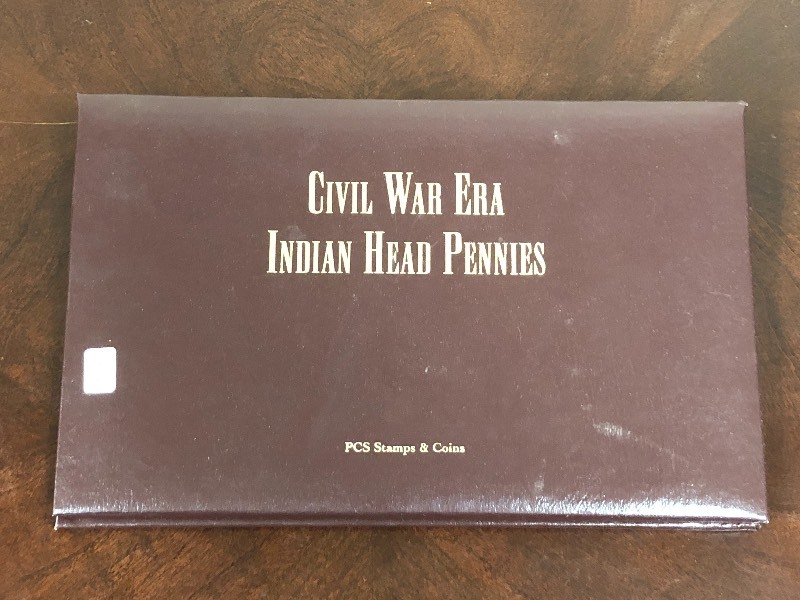 Civil War Era
Indian Head Pennies
PCS Stamps & Coins